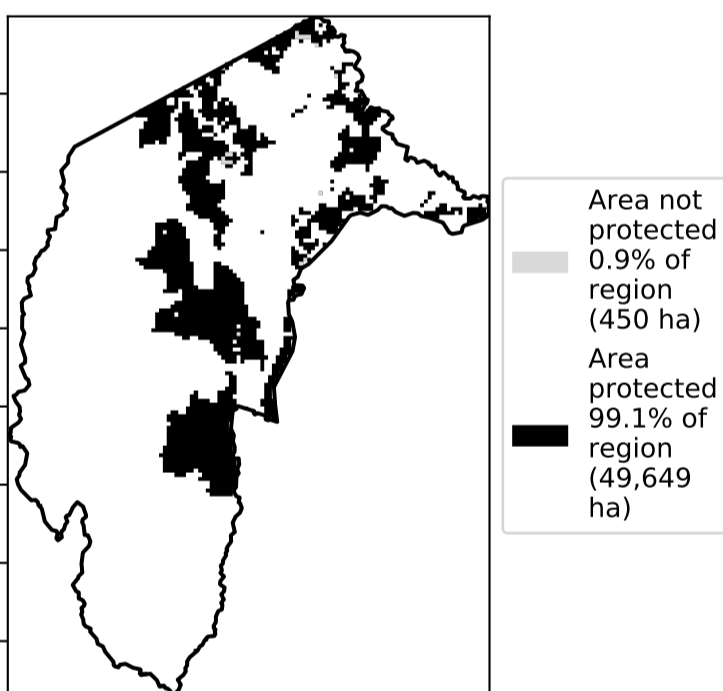 Area not
protected
0.9% of
region
(450 ha)
Area
protected
99.1% of
region
(49,649
ha)